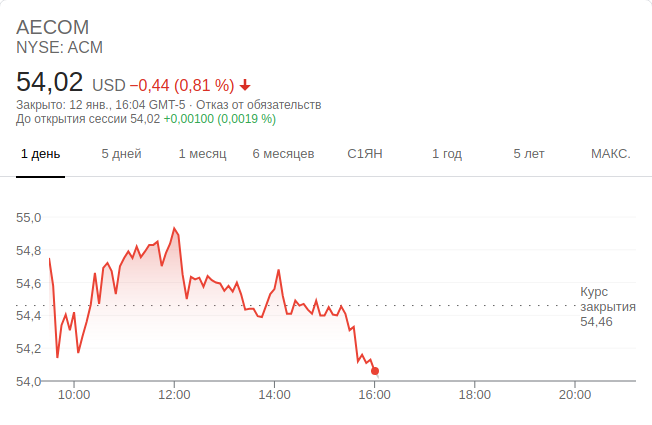 AECOM
NYSE: ACM
54,02 USD −0,44 (0,81 %)
Закрыто: 12 янв., 16:04 GMT-5 · Отказ от обязательств
До открытия сессии 54,02 +0,00100 (0,0019 %)
1 день 5 дней 1 месяц 6 месяцев С1ЯН 1 год 5 лет МАКС.
55,0
54,8
54,6
54,4
54,2
54,0
Курс
закрытия
54,46
10:00 12:00 14:00 16:00 18:00 20:00